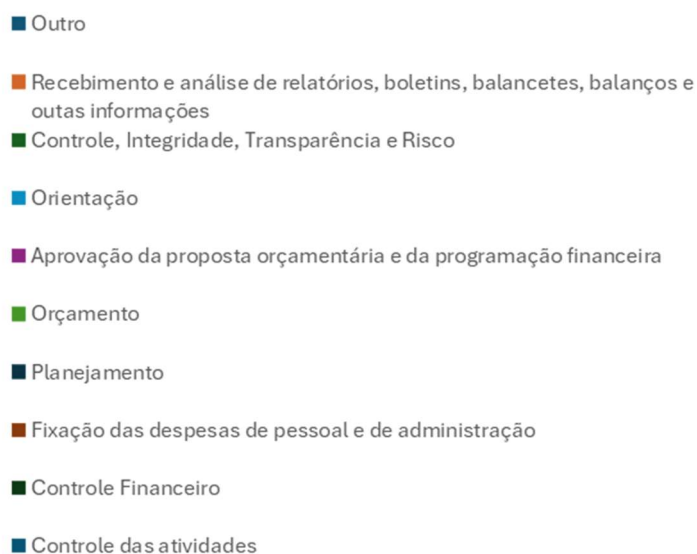 Outro
Recebimento e análise de relatórios, boletins, balancetes, balanços e
outas informações
Controle, Integridade, Transparência e Risco
Orientação
Aprovação da proposta orçamentária e da programação financeira
Orçamento
Planejamento
Fixação das despesas de pessoal e de administração
Controle Financeiro
Controle das atividades